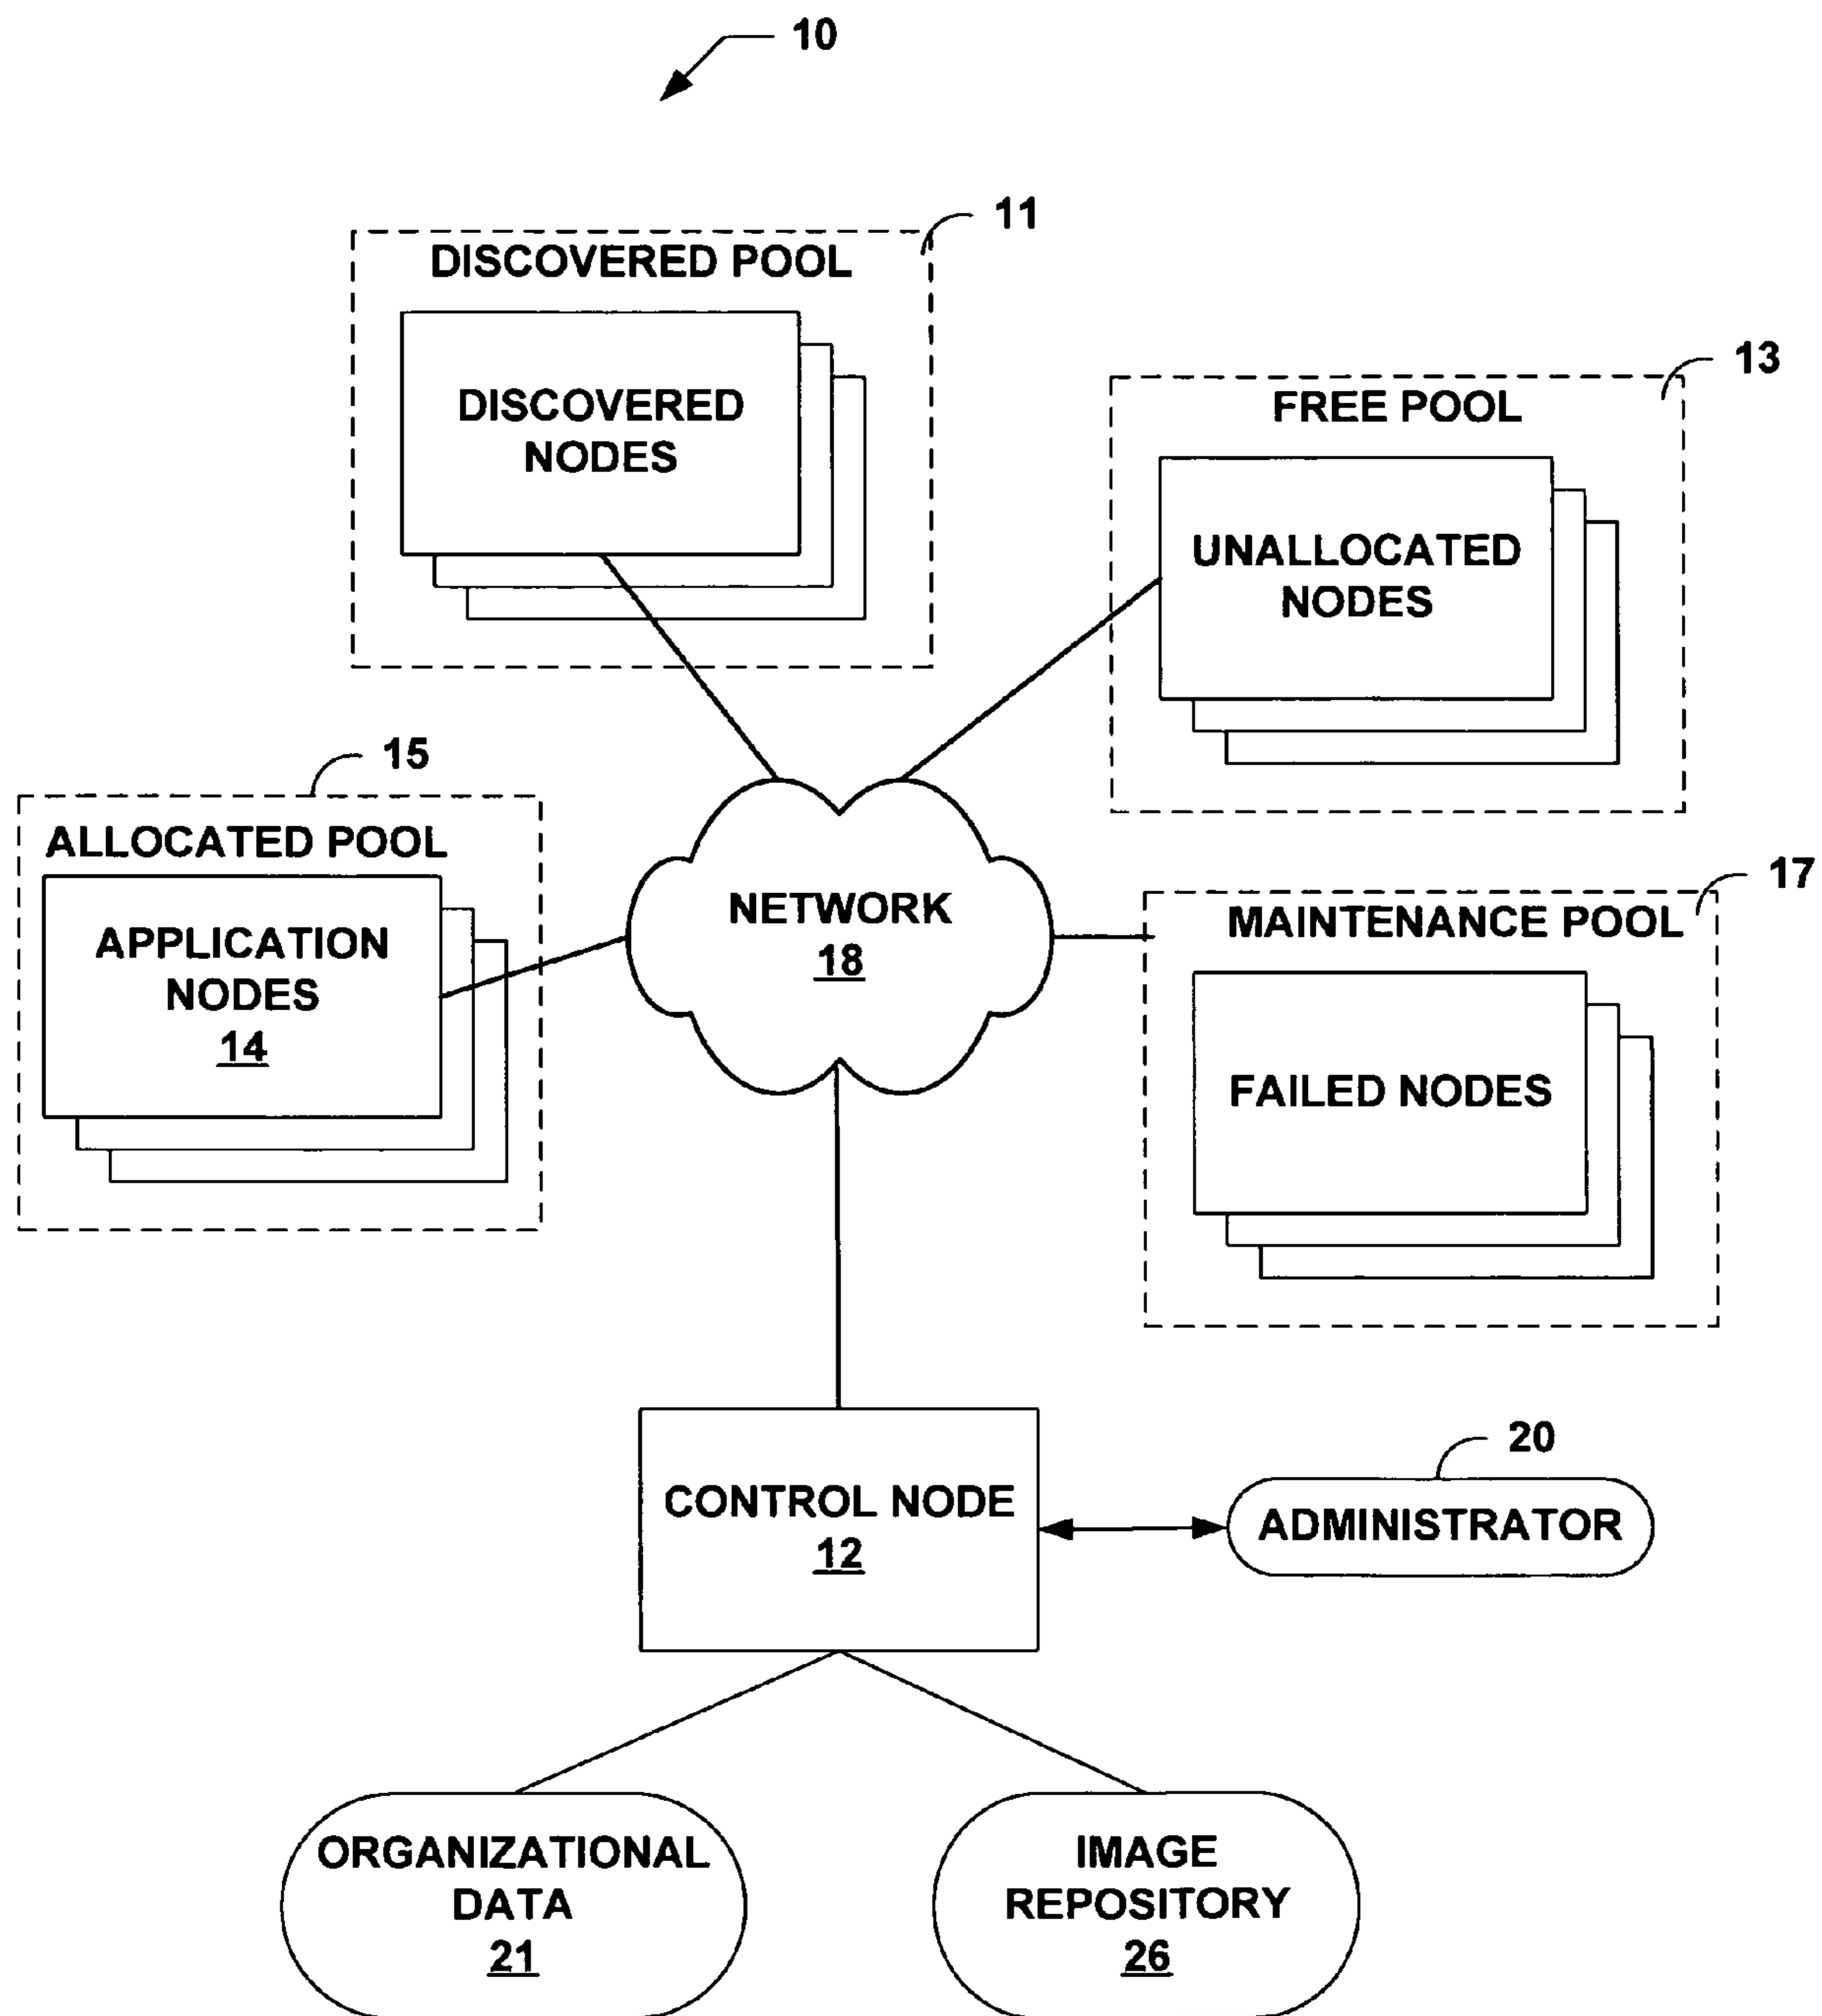 10
11
DISCOVERED POOL
DISCOVERED
NODES
13
FREE POOL
UNALLOCATED
NODES
15
ALLOCATED POOL
APPLICATION
NODES
14
NETWORK
18
17
MAINTENANCE POOL
FAILED NODES
CONTROL NODE
12
20
ADMINISTRATOR
ORGANIZATIONAL
DATA
21
IMAGE
REPOSITORY
26